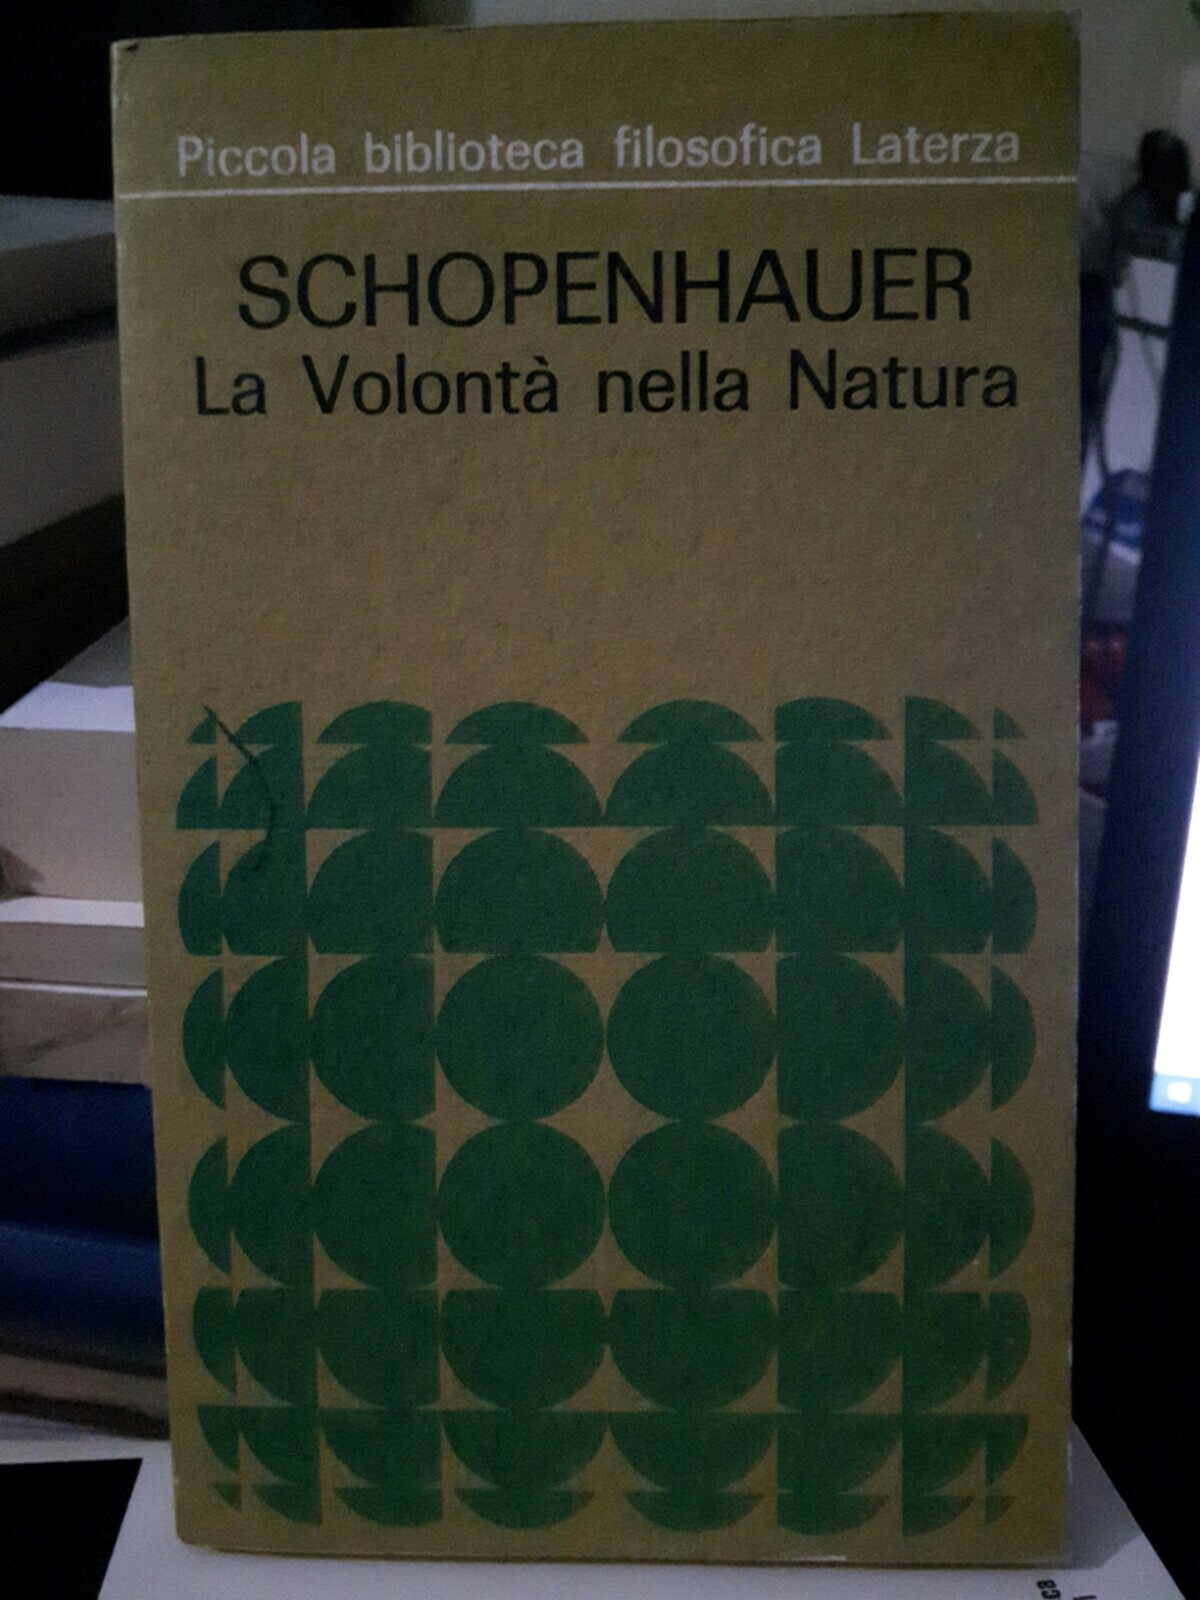 Piccola biblioteca filosofica Laterza
SCHOPENHAUER
La Volontà nella Natura